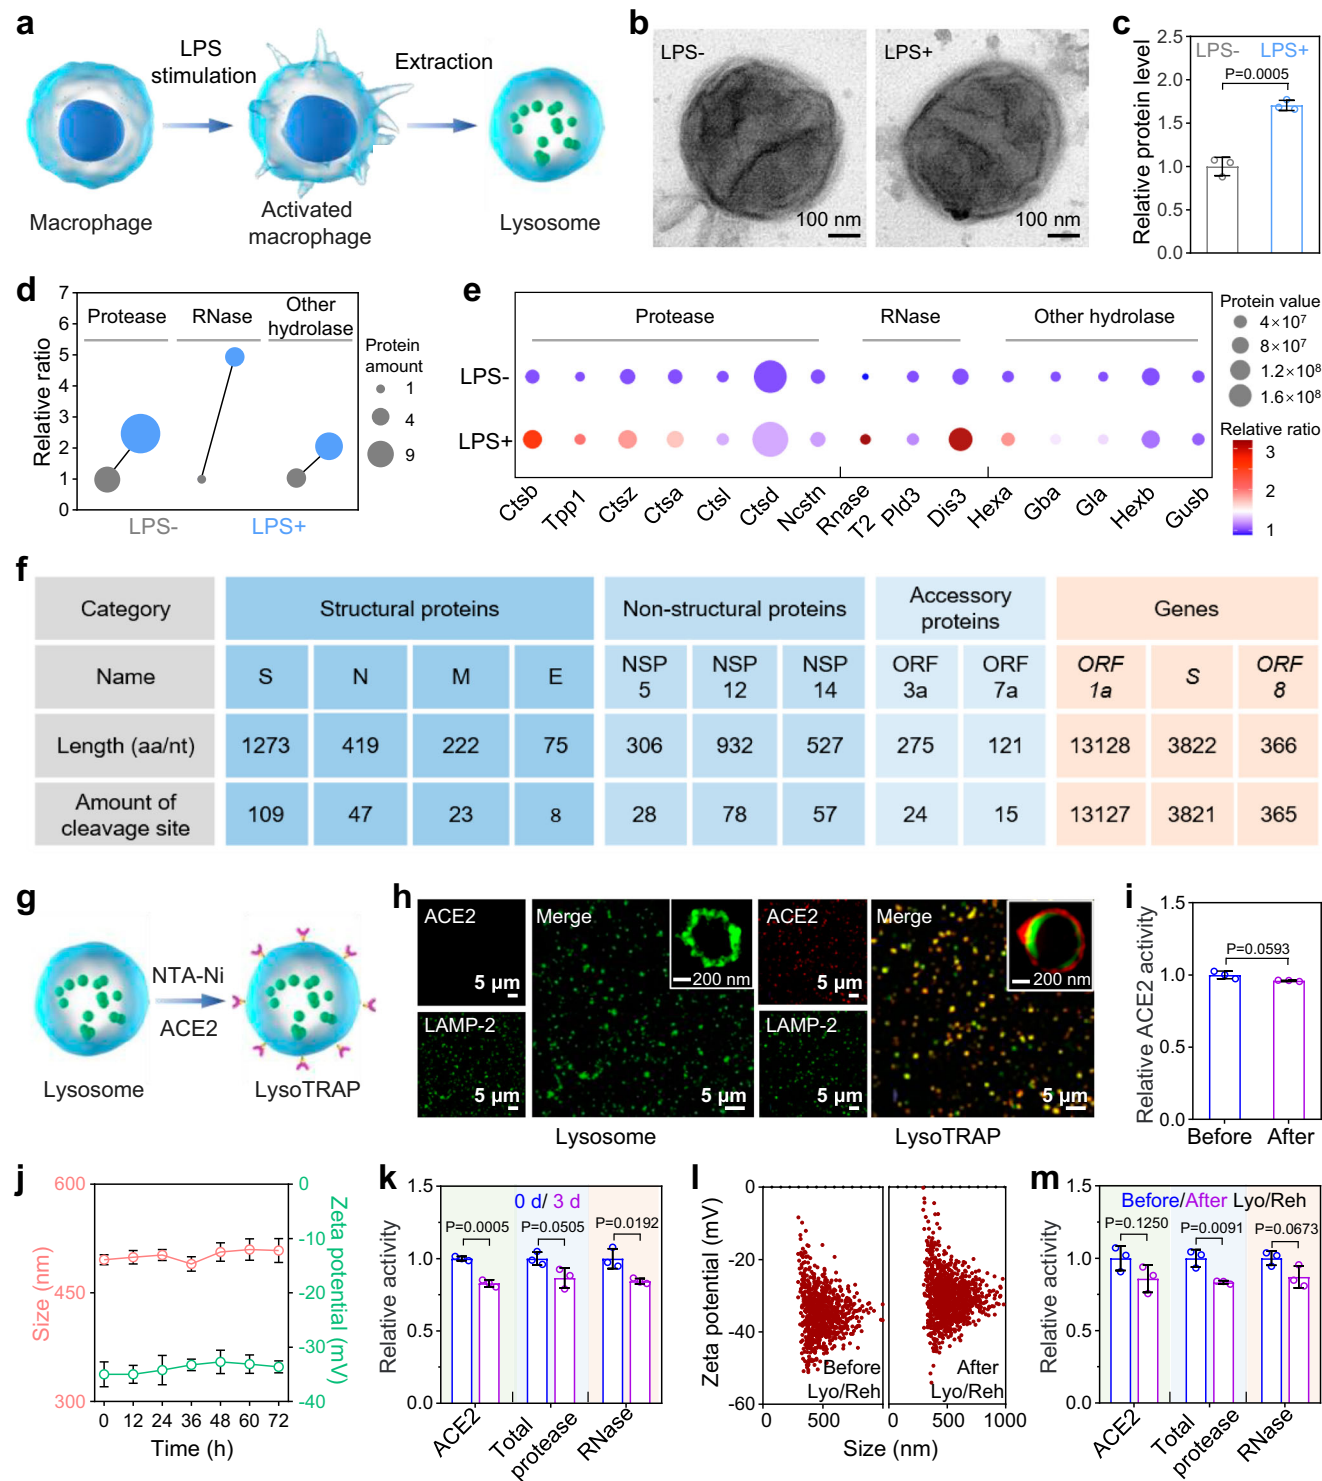 a
LPS
stimulation
Extraction
Macrophage
Activated
macrophage
Lysosome
b
LPS-
100 nm
LPS+
100 nm
c
Relative protein level
2.5
2.0
1.5
1.0
0.5
0.0
LPS-
LPS+
P=0.0005
d
Relative ratio
7
6
5
4
3
2
1
0
Protease
RNase
Other
hydrolase
LPS-
LPS+
Protein
amount
1
4
9
e
Protease
RNase
Other hydrolase
LPS-
LPS+
Ctsb
Tpp1
Ctsz
Ctsa
Ctsl
Ctsd
Ncstn
Rnase
T2
Pld3
Dis3
Hexa
Gba
Gla
Hexb
Gusb
Protein value
4×10⁷
8×10⁷
1.2×10⁸
1.6×10⁸
Relative ratio
3
2
1
f
Category
Structural proteins
Non-structural proteins
Accessory
proteins
Genes
Name
S
N
M
E
NSP
5
NSP
12
NSP
14
ORF
3a
ORF
7a
ORF
1a
S
ORF
8
Length (aa/nt)
1273
419
222
75
306
932
527
275
121
13128
3822
366
Amount of
cleavage site
109
47
23
8
28
78
57
24
15
13127
3821
365
g
NTA-Ni
ACE2
Lysosome
LysoTRAP
h
ACE2
5 µm
LAMP-2
5 µm
Merge
200 nm
5 µm
Lysosome
ACE2
5 µm
LAMP-2
5 µm
Merge
200 nm
5 µm
LysoTRAP
i
Relative ACE2 activity
1.5
1.0
0.5
0.0
P=0.0593
Before
After
j
Size (nm)
600
450
300
0
-10
-20
-30
-40
Zeta potential (mV)
0
12
24
36
48
60
72
Time (h)
k
Relative activity
1.5
1.0
0.5
0.0
0 d/ 3 d
P=0.0005
P=0.0505
P=0.0192
ACE2
Total
protease
RNase
l
Zeta potential (mV)
0
-20
-40
-60
Before
Lyo/Reh
After
Lyo/Reh
0
500
0
500
1000
Size (nm)
m
Relative activity
1.5
1.0
0.5
0.0
Before/After Lyo/Reh
P=0.1250
P=0.0091
P=0.0673
ACE2
Total
protease
RNase